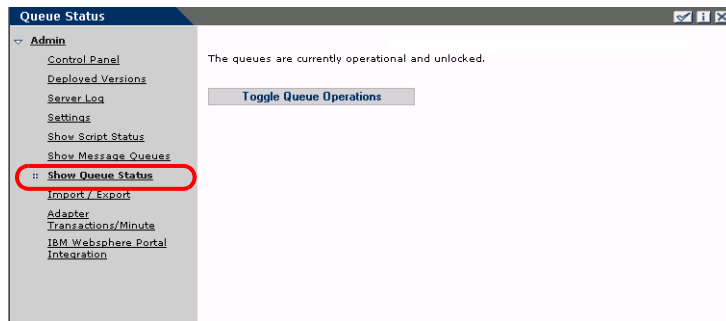 Queue Status
Admin
Control Panel
Deployed Versions
Server Log
Settings
Show Script Status
Show Message Queues
:: Show Queue Status
Import / Export
Adapter
Transactions/Minute
IBM Websphere Portal
Integration
The queues are currently operational and unlocked.
Toggle Queue Operations